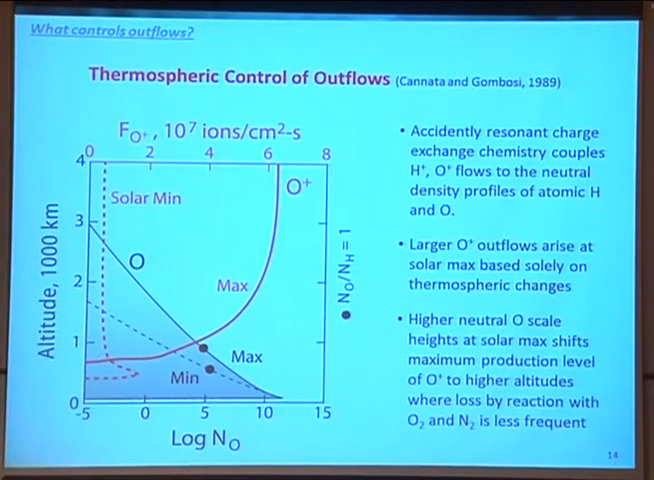 What controls outflows?
Thermospheric Control of Outflows (Cannata and Gombosi, 1989)
F_O+, 10⁷ ions/cm²-s
0 2 4 6 8
4
3
2
1
0
Altitude, 1000 km
Solar Min
O⁺
O
Max
Max
Min
-5 0 5 10 15
Log N_O
● N_O/N_H = 1
• Accidently resonant charge
exchange chemistry couples
H⁺, O⁺ flows to the neutral
density profiles of atomic H
and O.
• Larger O⁺ outflows arise at
solar max based solely on
thermospheric changes
• Higher neutral O scale
heights at solar max shifts
maximum production level
of O⁺ to higher altitudes
where loss by reaction with
O₂ and N₂ is less frequent
14